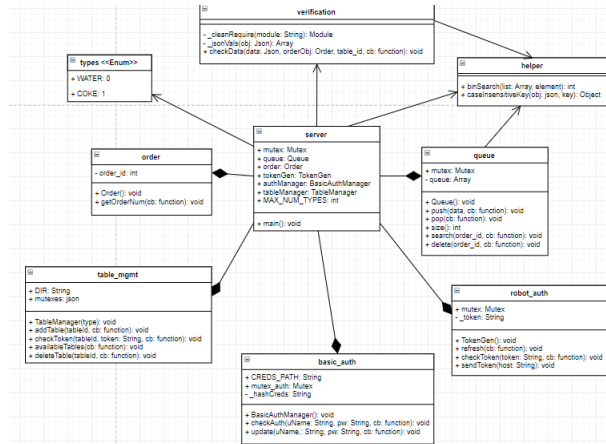 verification
- _cleanRequire(module: String): Module
- _jsonVals(obj: Json): Array
+ checkData(data: Json, orderObj: Order, table_id, cb: function): void
types <<Enum>>
+ WATER: 0
+ COKE: 1
helper
+ binSearch(list: Array, element): int
+ caseInsensitiveKey(obj: json, key): Object
server
+ mutex: Mutex
+ queue: Queue
+ order: Order
+ tokenGen: TokenGen
+ authManager: BasicAuthManager
+ tableManager: TableManager
+ MAX_NUM_TYPES: int
+ main(): void
order
- order_id: int
+ Order(): void
+ getOrderNum(cb: function): void
queue
+ mutex: Mutex
- queue: Array
+ Queue(): void
+ push(data, cb: function): void
+ pop(cb: function): void
+ size(): int
+ search(order_id, cb: function): void
+ delete(order_id, cb: function): void
table_mgmt
+ DIR: String
+ mutexes: json
+ TableManager(type): void
+ addTable(tableId, cb: function): void
+ checkToken(tableId, token: String, cb: function): void
+ availableTables(cb: function): void
+ deleteTable(tableId, cb: function): void
robot_auth
+ mutex: Mutex
- _token: String
+ TokenGen(): void
+ refresh(cb: function): void
+ checkToken(token: String, cb: function): void
+ sendToken(host: String): void
basic_auth
+ CREDS_PATH: String
+ mutex_auth: Mutex
- _hashCreds: String
+ BasicAuthManager(): void
+ checkAuth(uName: String, pw: String, cb: function): void
+ update(uName,: String, pw: String, cb: function): void